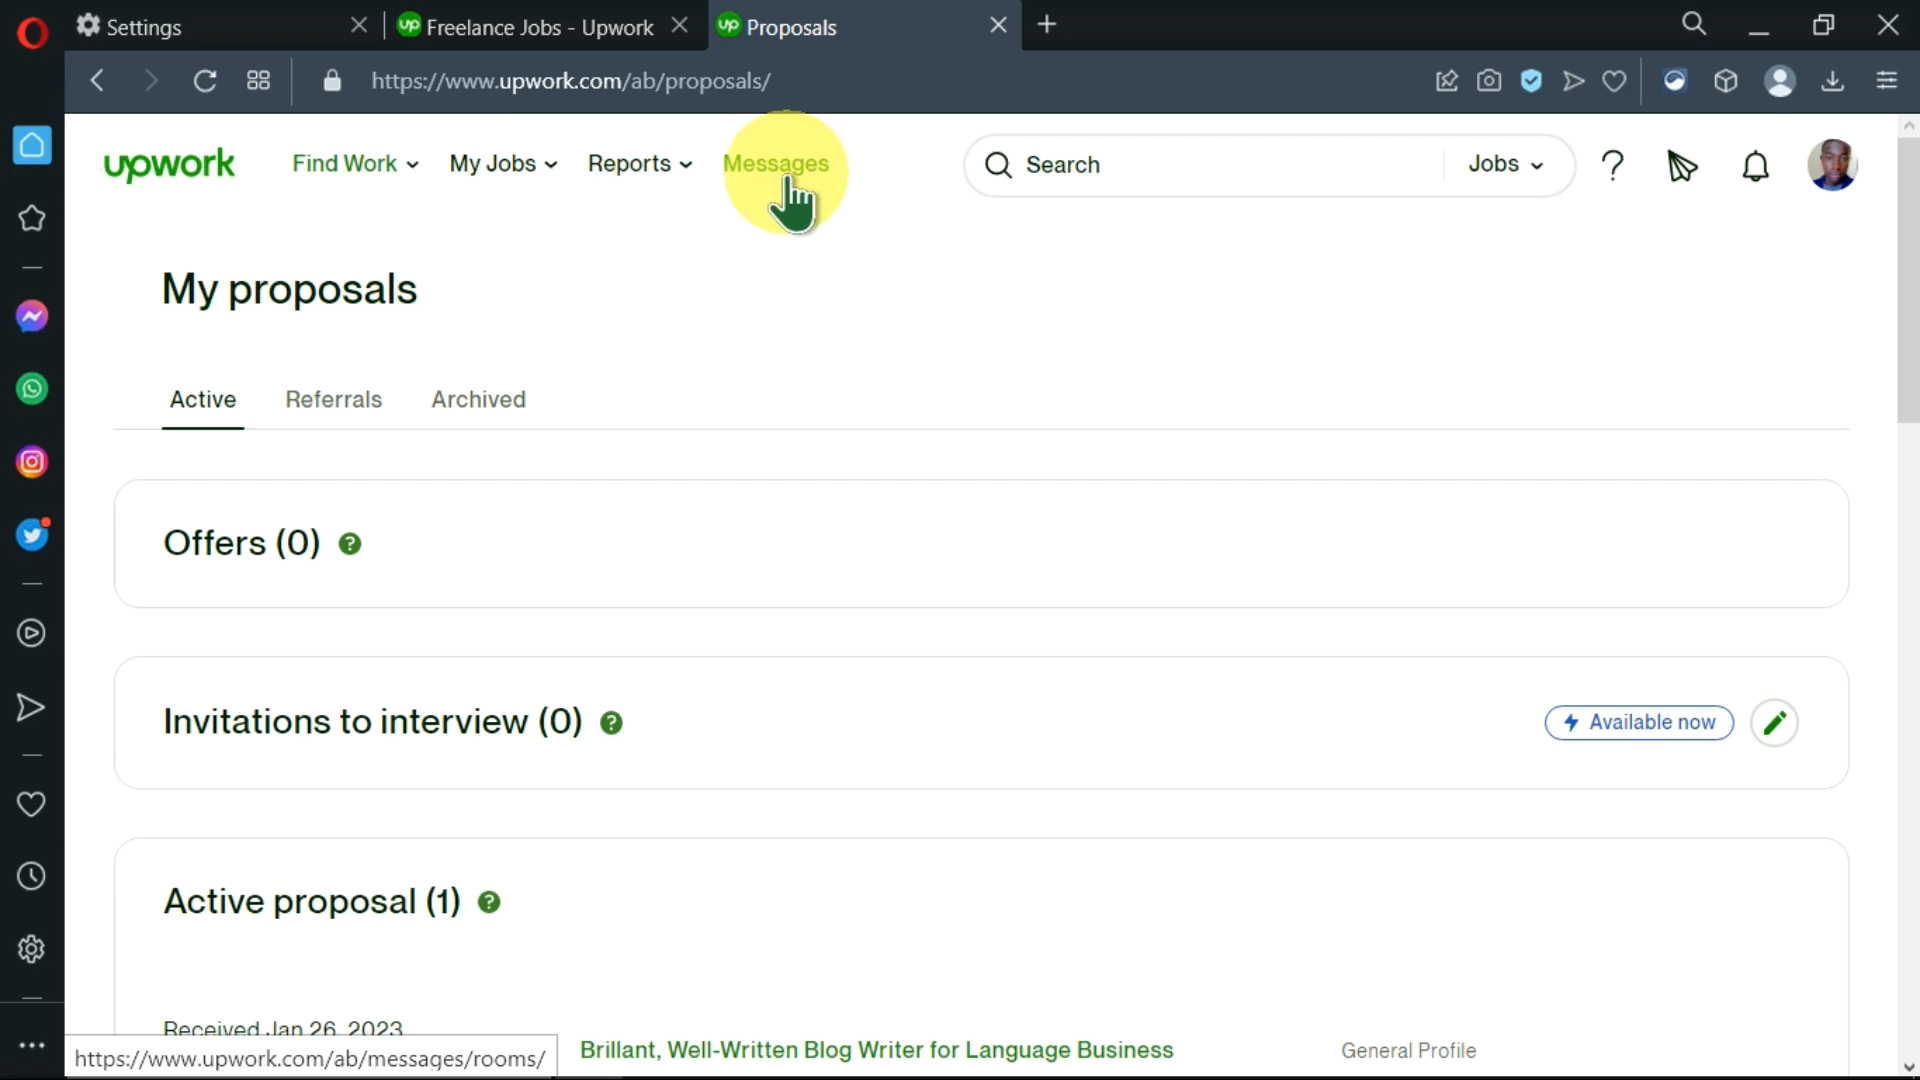 Settings
Freelance Jobs - Upwork
Proposals
https://www.upwork.com/ab/proposals/
upwork
Find Work
My Jobs
Reports
Messages
Search
Jobs
My proposals
Active
Referrals
Archived
Offers (0)
Invitations to interview (0)
Available now
Active proposal (1)
Received Jan 26, 2023
Brillant, Well-Written Blog Writer for Language Business
General Profile
https://www.upwork.com/ab/messages/rooms/